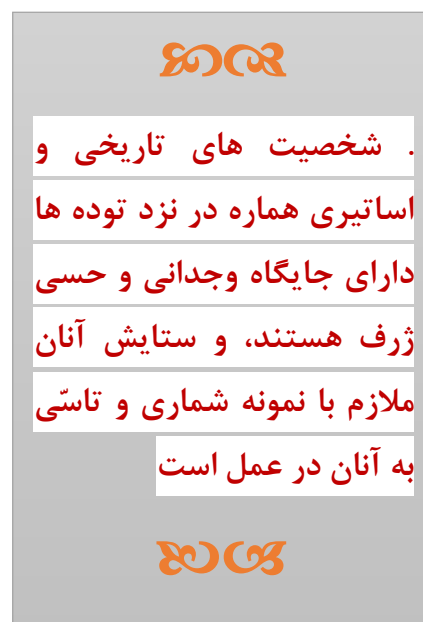 . شخصیت های تاریخی و
اساتیری هماره در نزد توده ها
دارای جایگاه وجدانی و حسی
ژرف هستند، و ستایش آنان
ملازم با نمونه شماری و تاسّی
به آنان در عمل است